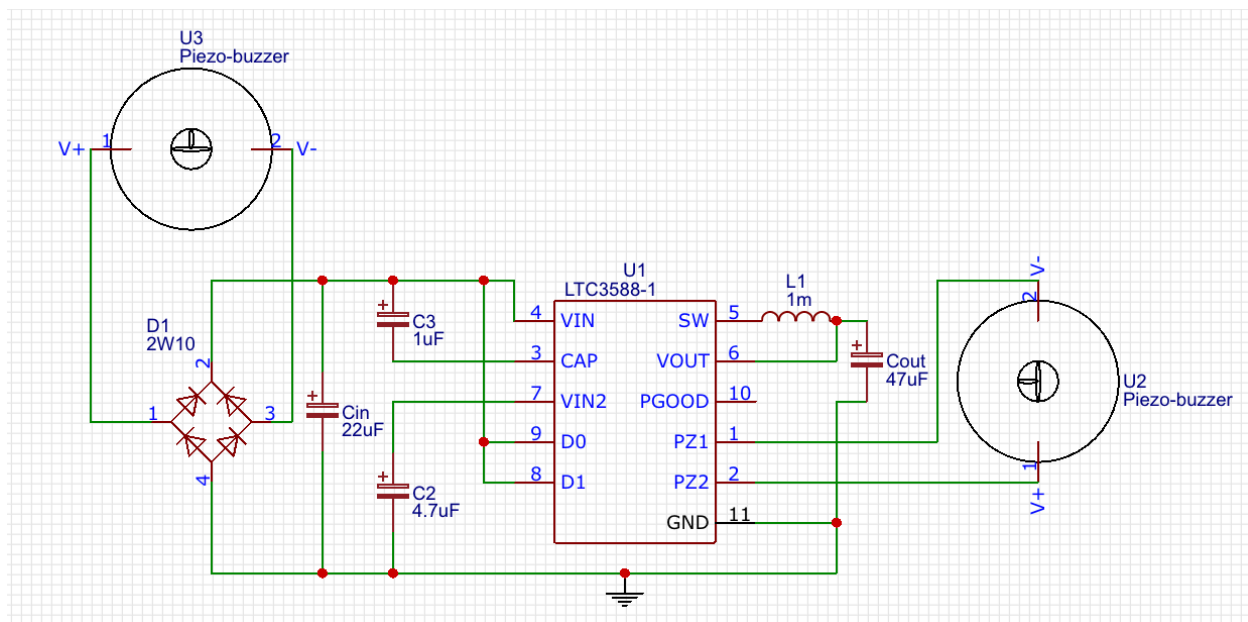 U3
Piezo-buzzer
V+
1
2
V-
D1
2W10
2
1
3
4
Cin
22uF
C3
1uF
C2
4.7uF
U1
LTC3588-1
4
VIN
3
CAP
7
VIN2
9
D0
8
D1
SW
5
VOUT
6
PGOOD
10
PZ1
1
PZ2
2
GND
11
L1
1m
Cout
47uF
V-
2
U2
Piezo-buzzer
1
V+